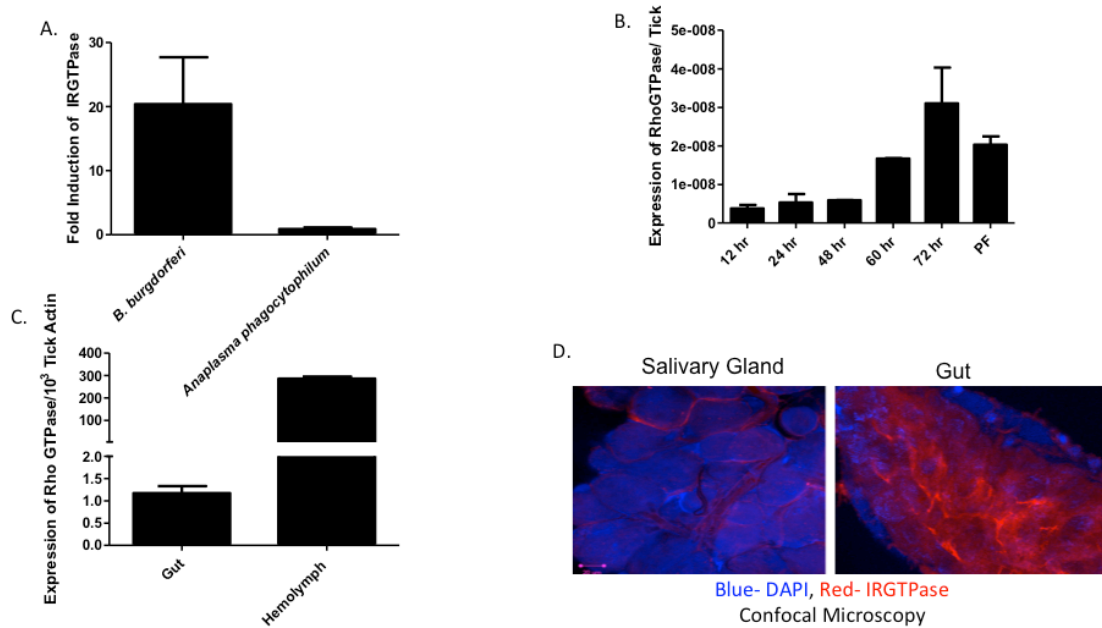 A.
Fold Induction of IRGTPase
30
20
10
0
B. burgdorferi
Anaplasma phagocytophilum
B.
Expression of RhoGTPase/ Tick
5e-008
4e-008
3e-008
2e-008
1e-008
0
12 hr
24 hr
48 hr
60 hr
72 hr
PF
C.
Expression of Rho GTPase/10³ Tick Actin
400
300
200
100
2.0
1.5
1.0
0.5
0.0
Gut
Hemolymph
D.
Salivary Gland
Gut
Blue- DAPI, Red- IRGTPase
Confocal Microscopy